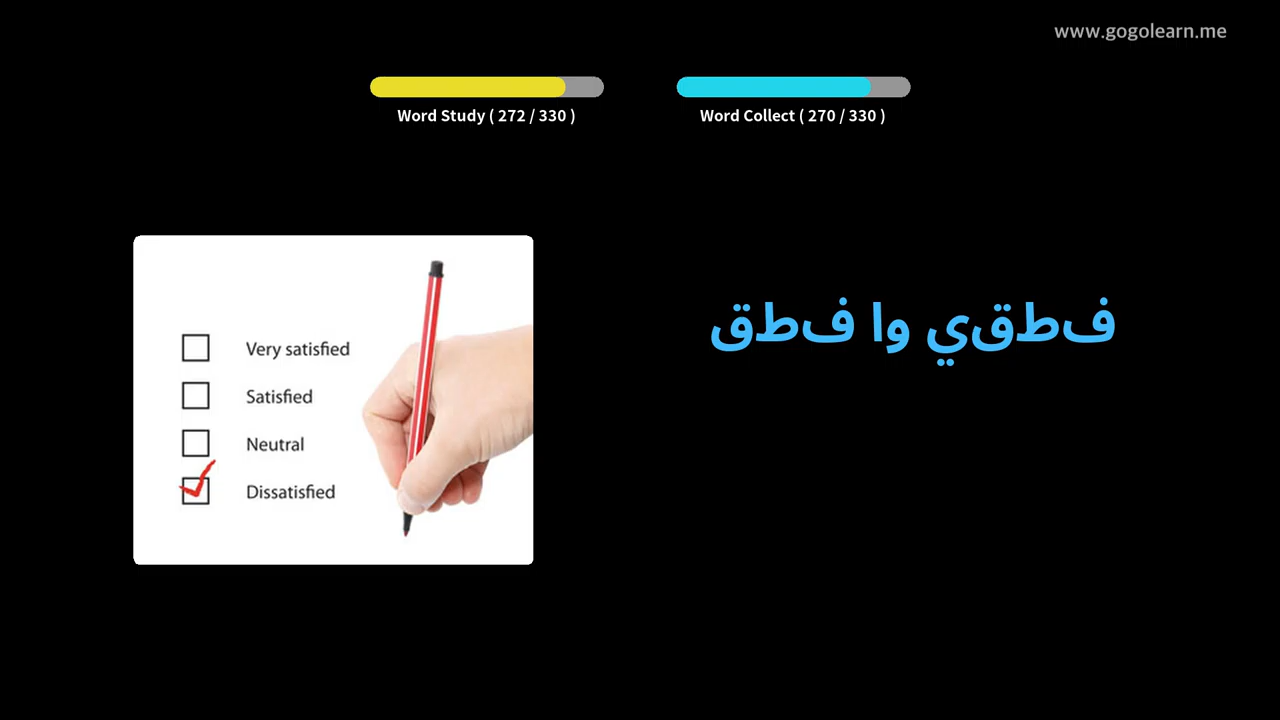 www.gogolearn.me
Word Study ( 272 / 330 )
Word Collect ( 270 / 330 )
Very satisfied
Satisfied
Neutral
Dissatisfied
فطقي وا فطق